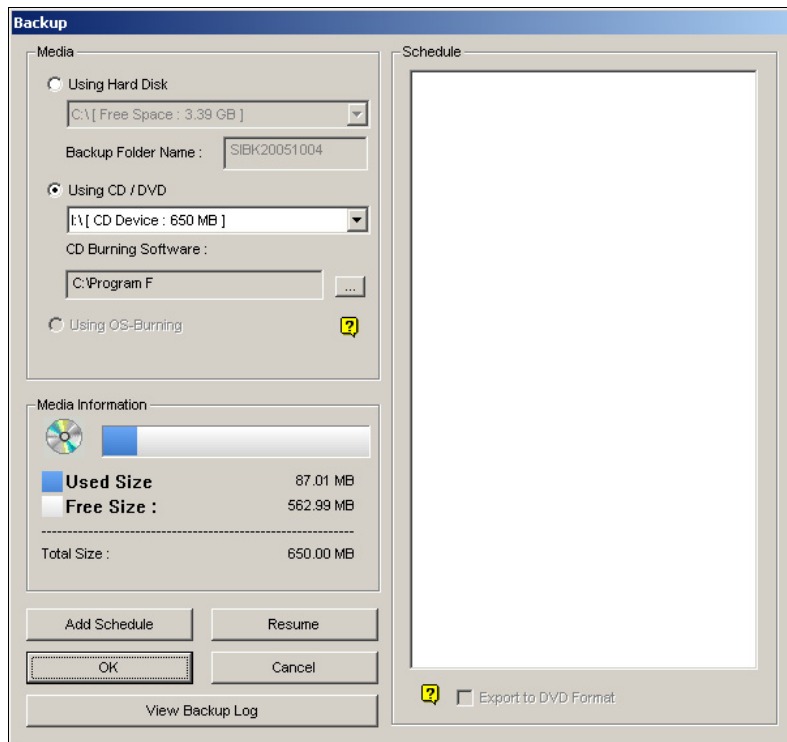 Backup
Media
Using Hard Disk
C:\ [ Free Space : 3.39 GB ]
Backup Folder Name :
SIBK20051004
Using CD / DVD
I:\ [ CD Device : 650 MB ]
CD Burning Software :
C:\Program F
...
Using OS-Burning
?
Media Information
Used Size 87.01 MB
Free Size : 562.99 MB
--------------------------------------------------------------
Total Size : 650.00 MB
Add Schedule
Resume
OK
Cancel
View Backup Log
Schedule
?
Export to DVD Format